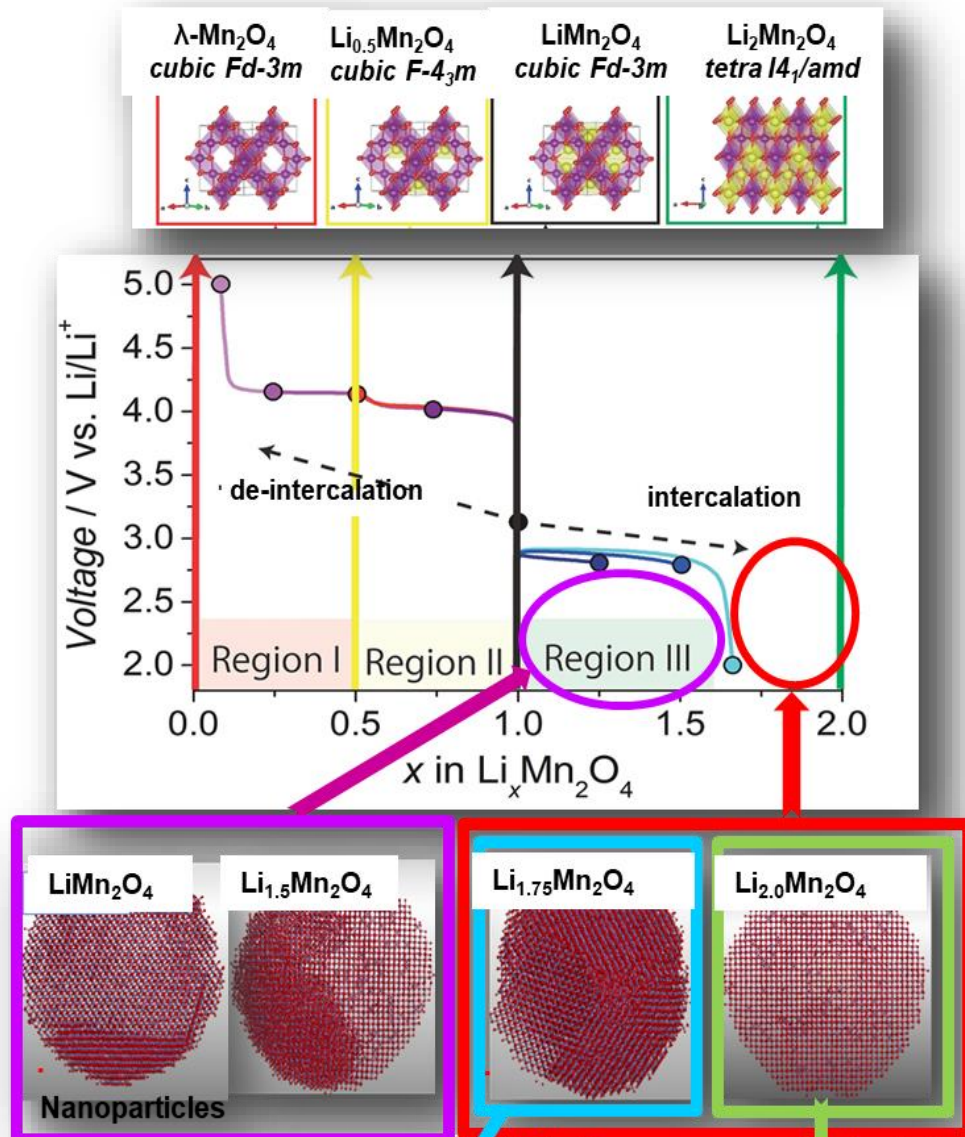 λ-Mn₂O₄
cubic Fd-3m
Li₀.₅Mn₂O₄
cubic F-4₃m
LiMn₂O₄
cubic Fd-3m
Li₂Mn₂O₄
tetra I4₁/amd
Voltage / V vs. Li/Li⁺
5.0
4.5
4.0
3.5
3.0
2.5
2.0
de-intercalation
intercalation
Region I
Region II
Region III
0.0
0.5
1.0
1.5
2.0
x in LiₓMn₂O₄
LiMn₂O₄
Li₁.₅Mn₂O₄
Li₁.₇₅Mn₂O₄
Li₂.₀Mn₂O₄
Nanoparticles